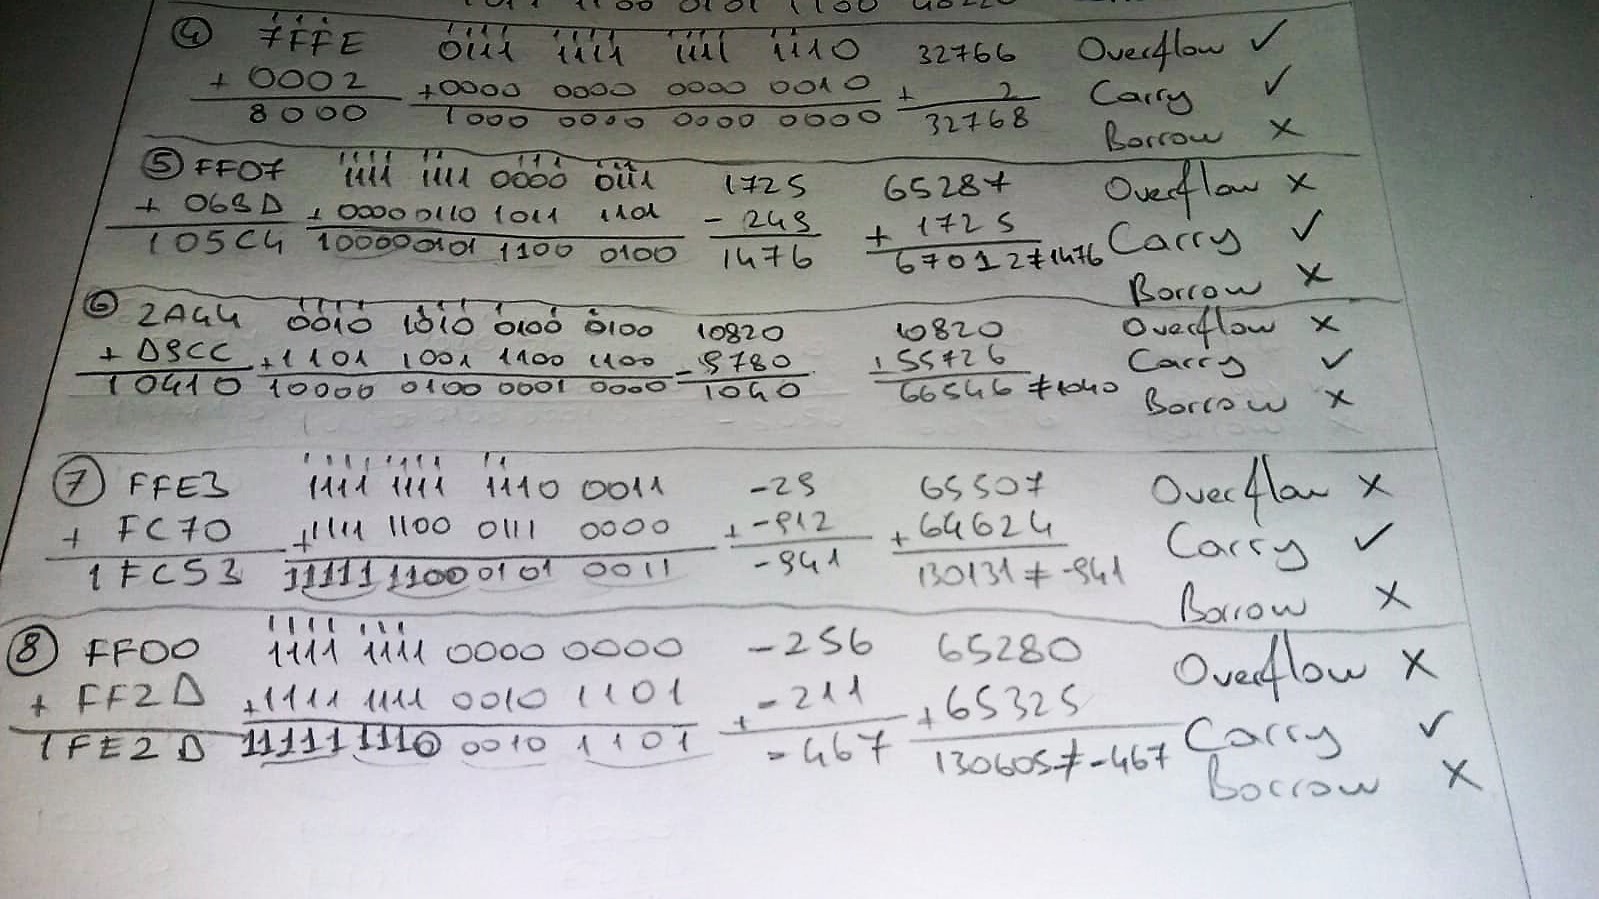 ④ 7FFE 0111 1111 1111 1110 32766 Overflow ✓
+ 0002 +0000 0000 0000 0010 + 2 Carry ✓
8000 1000 0000 0000 0000 32768
Borrow ×
⑤ FF07 1111 1111 0000 0111 1725 65287 Overflow ×
+ 06BD + 0000 0110 1011 1101 - 249 + 1725 Carry ✓
105C4 10000 0101 1100 0100 1476 67012≠1476
Borrow ×
⑥ 2A44 0010 1010 0100 0100 10820 10820 Overflow ×
+ D9CC +1101 1001 1100 1100 -9780 +55726 Carry ✓
10410 10000 0100 0001 0000 1040 66546 ≠1040 Borrow ×
⑦ FFE3 1111 1111 1110 0011 -29 65507 Overflow ×
+ FC70 +1111 1100 0111 0000 + -912 +64624 Carry ✓
1FC53 11111 1100 0101 0011 -941 130131 ≠ -941
Borrow ×
⑧ FF00 1111 1111 0000 0000 -256 65280 Overflow ×
+ FF2D +1111 1111 0010 1101 + -211 +65325 Carry ✓
1FE2D 11111 1110 0010 1101 -467 130605≠-467
Borrow ×